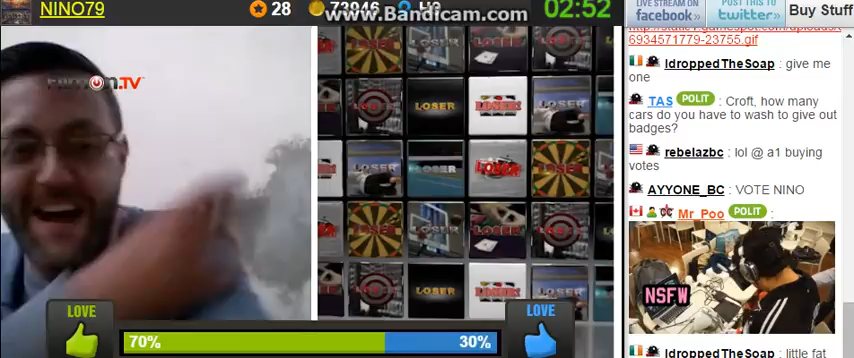 NINO79
28
73946
www.Bandicam.com
02:52
LIVE STREAM ON
facebook»
POST THIS TO
twitter»
Buy Stuff
6934571779-23755.gif
IdroppedTheSoap : give me
one
TAS POLIT : Croft, how many
cars do you have to wash to give out
badges?
rebelazbc : lol @ a1 buying
votes
AYYONE_BC : VOTE NINO
Mr_Poo POLIT :
NSFW
IdroppedTheSoap : little fat
LOSER
LOSER!
LOSER
LOSER
LOSER
LOSER!
LOSER
LOVE
70%
30%
LOVE